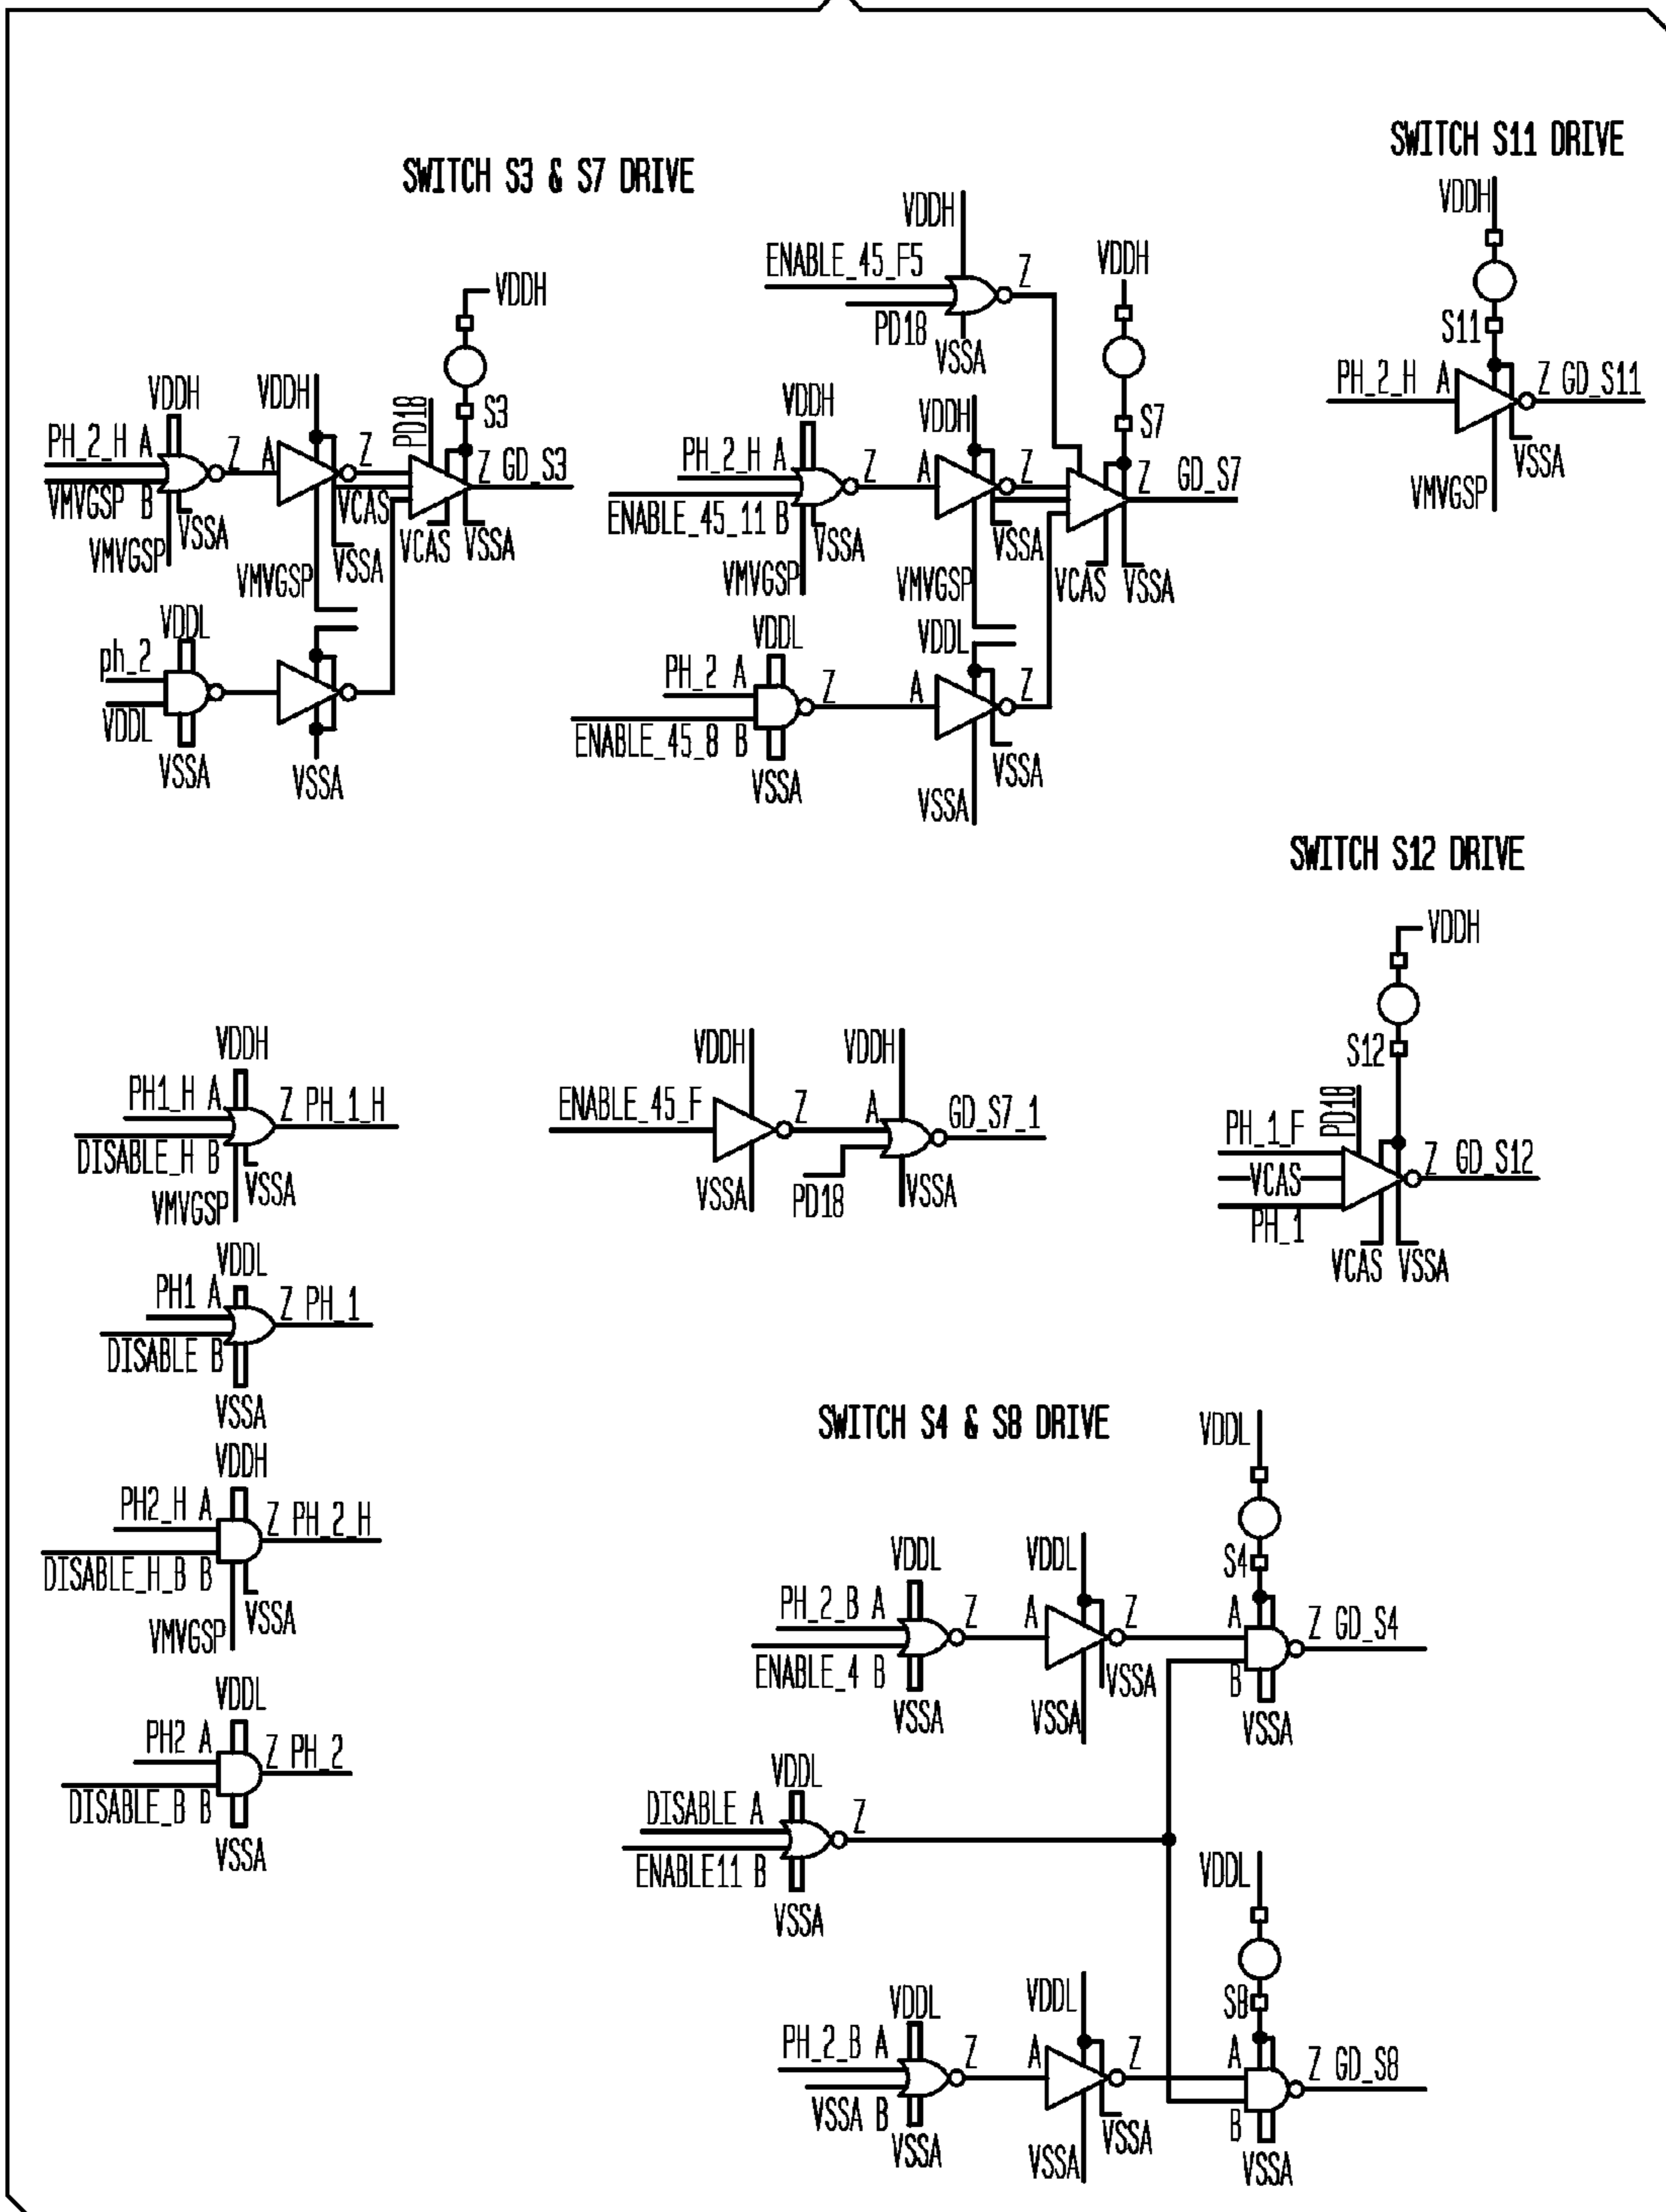 SWITCH S3 & S7 DRIVE
VDDH
S3
VDDH
PH_2_H A
VMVGSP B
VMVGSP
VSSA
Z
VDDH
A
Z
VCAS
VSSA
VMVGSP
PD18
VCAS
VSSA
Z GD_S3
VDDL
ph_2
VDDL
VSSA
VSSA
VDDH
ENABLE_45_F5
PD18
VSSA
Z
VDDH
S7
VDDH
PH_2_H A
ENABLE_45_11 B
VMVGSP
VSSA
Z
VDDH
A
Z
VSSA
VMVGSP
VCAS
VSSA
Z
GD_S7
VDDL
PH_2 A
ENABLE_45_8 B
VSSA
Z
VDDL
A
Z
VSSA
VSSA
SWITCH S11 DRIVE
VDDH
S11
PH_2_H A
Z GD_S11
VSSA
VMVGSP
SWITCH S12 DRIVE
VDDH
S12
PD18
PH_1_F
VCAS
PH_1
Z GD_S12
VCAS VSSA
VDDH
PH1_H A
DISABLE_H B
VMVGSP
VSSA
Z PH_1_H
VDDL
PH1 A
DISABLE B
VSSA
Z PH_1
VDDH
PH2_H A
DISABLE_H_B B
VMVGSP
VSSA
Z PH_2_H
VDDL
PH2 A
DISABLE_B B
VSSA
Z PH_2
VDDH
ENABLE_45_F
VSSA
Z
VDDH
A
PD18
VSSA
GD_S7_1
SWITCH S4 & S8 DRIVE
VDDL
S4
VDDL
PH_2_B A
ENABLE_4 B
VSSA
Z
VDDL
A
Z
VSSA
VSSA
A
B
VSSA
Z GD_S4
VDDL
DISABLE A
ENABLE11 B
VSSA
Z
VDDL
S8
VDDL
PH_2_B A
VSSA B
VSSA
Z
VDDL
A
Z
VSSA
VSSA
A
B
VSSA
Z GD_S8